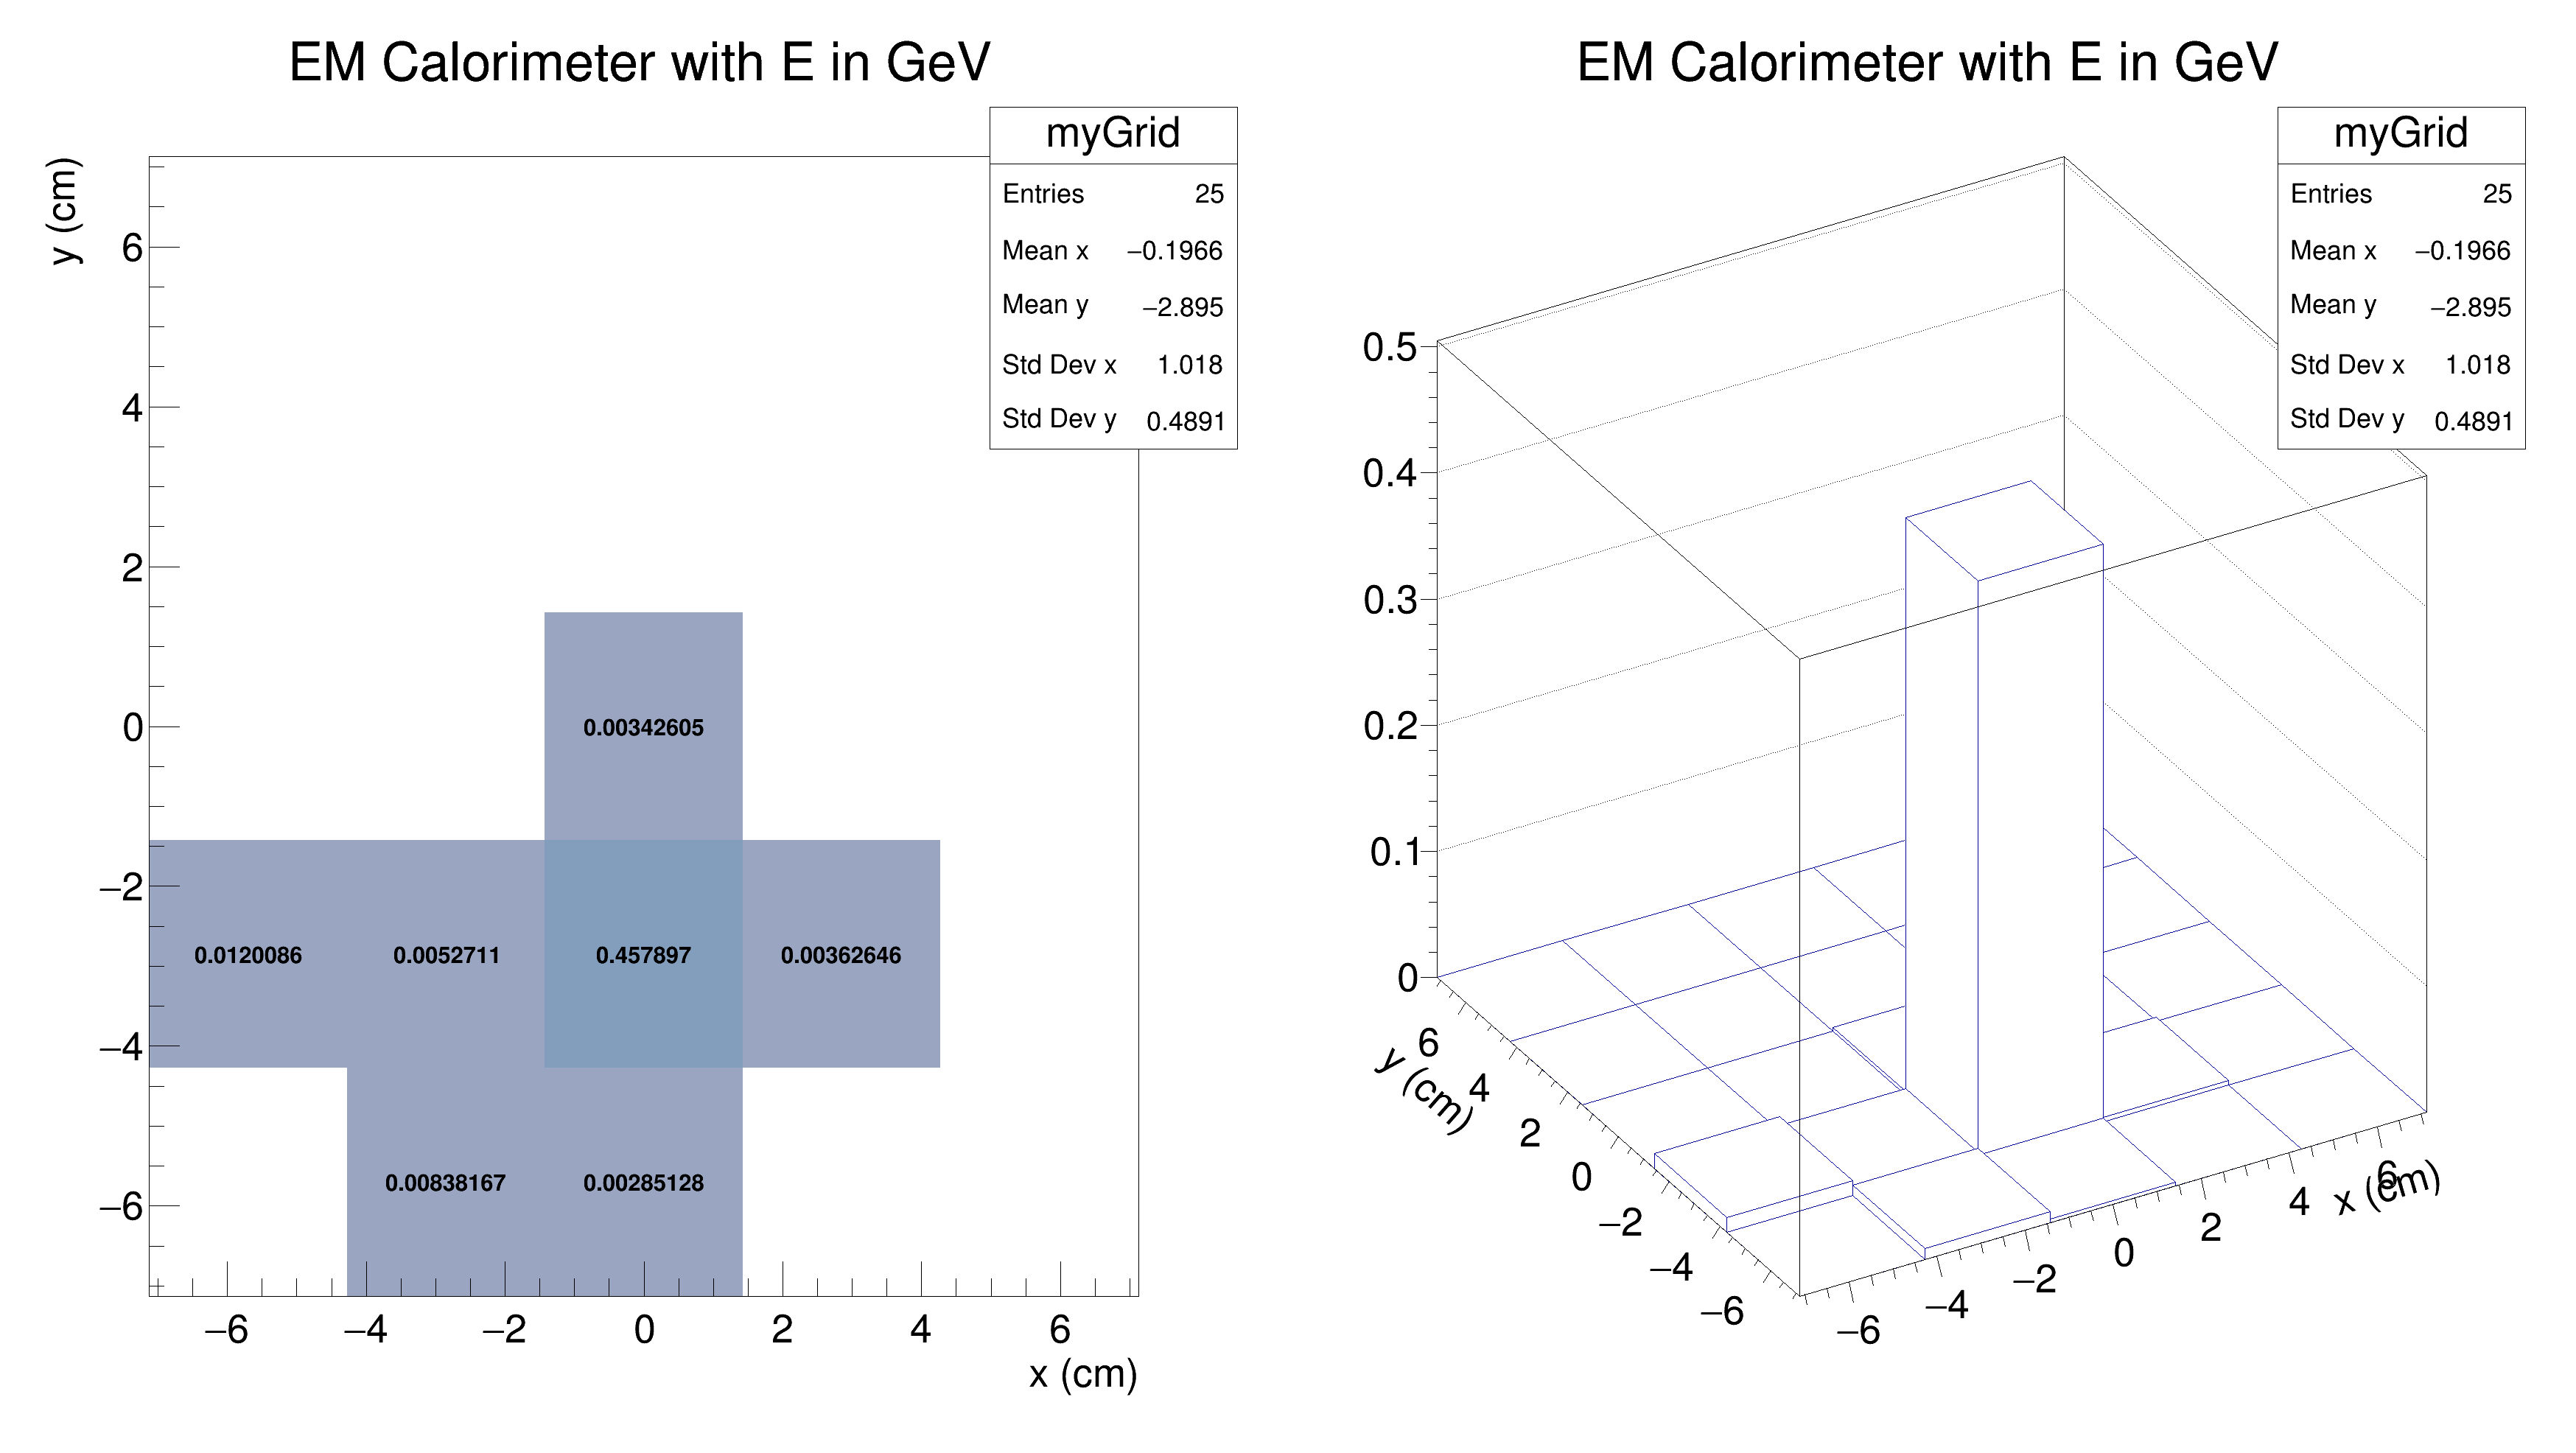 EM Calorimeter with E in GeV
myGrid
Entries 25
Mean x −0.1966
Mean y −2.895
Std Dev x 1.018
Std Dev y 0.4891
y (cm)
6
4
2
0
−2
−4
−6
0.00342605
0.0120086 0.0052711 0.457897 0.00362646
0.00838167 0.00285128
−6 −4 −2 0 2 4 6
x (cm)
EM Calorimeter with E in GeV
myGrid
Entries 25
Mean x −0.1966
Mean y −2.895
Std Dev x 1.018
Std Dev y 0.4891
0.5
0.4
0.3
0.2
0.1
0
6
4
2
0
−2
−4
−6
y (cm)
−6 −4 −2 0 2 4 6
x (cm)